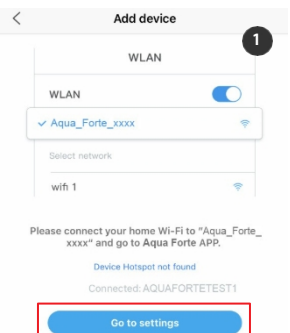 Add device
1
WLAN
WLAN
Aqua_Forte_xxxx
Select network
wifi 1
Please connect your home Wi-Fi to "Aqua_Forte_
xxxx" and go to Aqua Forte APP.
Device Hotspot not found
Connected: AQUAFORTETEST1
Go to settings